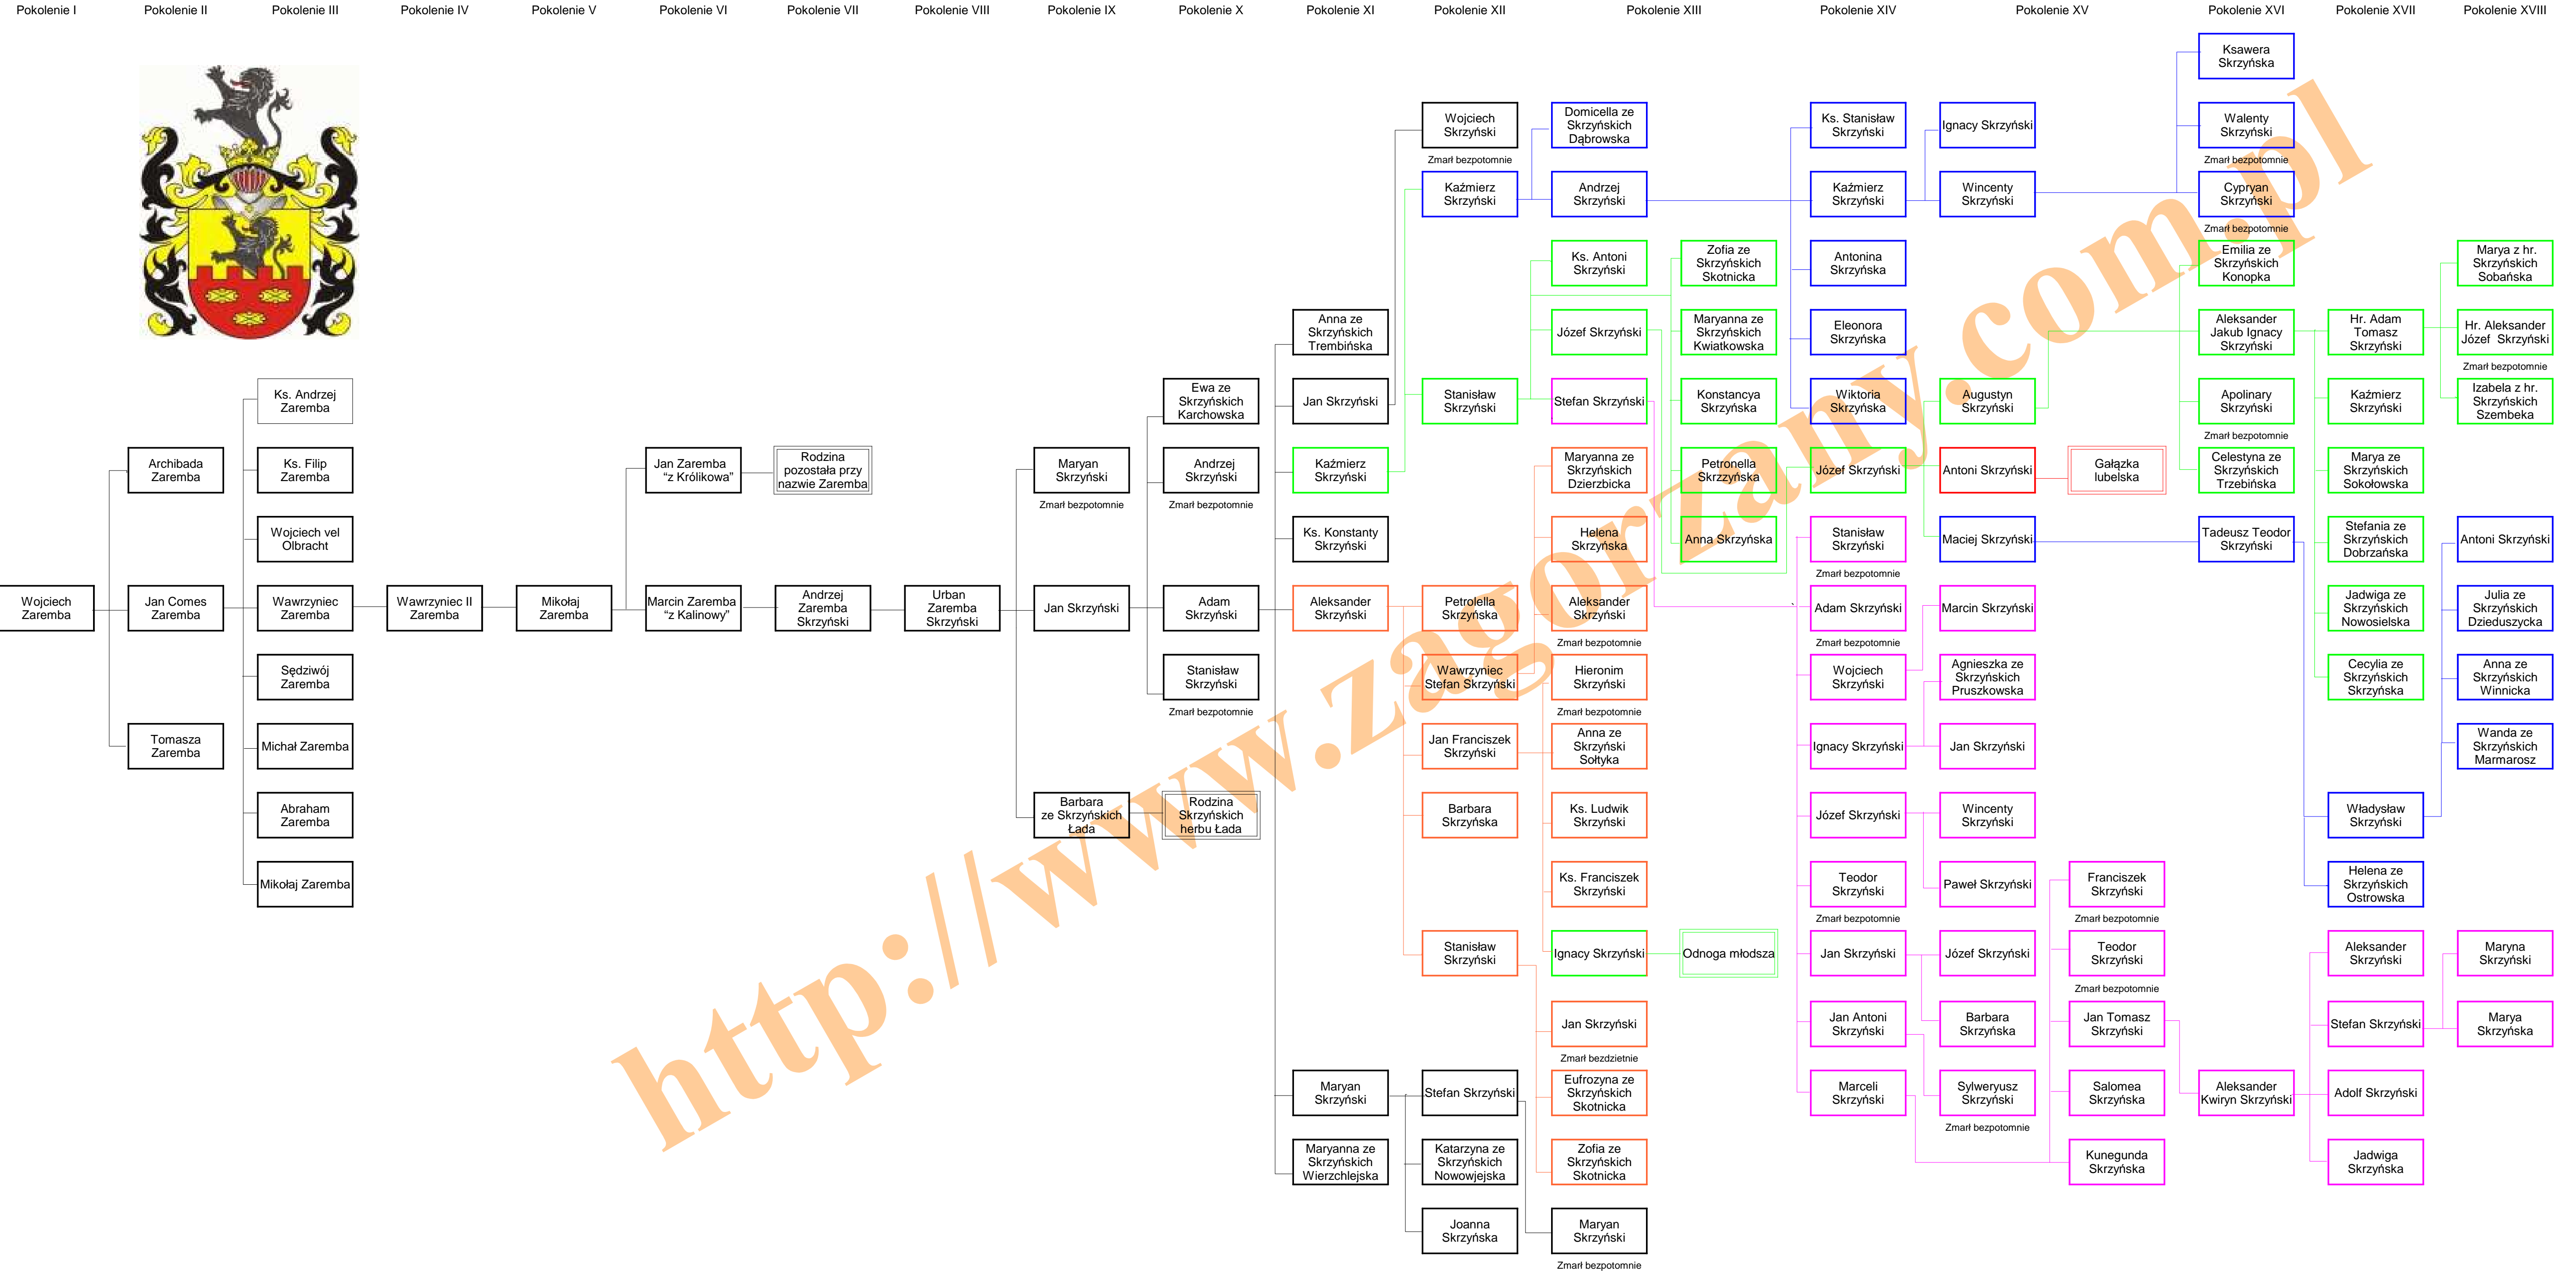 Pokolenie I
Pokolenie II
Pokolenie III
Pokolenie IV
Pokolenie V
Pokolenie VI
Pokolenie VII
Pokolenie VIII
Pokolenie IX
Pokolenie X
Pokolenie XI
Pokolenie XII
Pokolenie XIII
Pokolenie XIV
Pokolenie XV
Pokolenie XVI
Pokolenie XVII
Pokolenie XVIII
Wojciech
Zaremba
Archibada
Zaremba
Jan Comes
Zaremba
Tomasza
Zaremba
Ks. Andrzej
Zaremba
Ks. Filip
Zaremba
Wojciech vel
Olbracht
Wawrzyniec
Zaremba
Sędziwój
Zaremba
Michał Zaremba
Abraham
Zaremba
Mikołaj Zaremba
Wawrzyniec II
Zaremba
Mikołaj
Zaremba
Jan Zaremba
“z Królikowa”
Marcin Zaremba
“z Kalinowy”
Rodzina
pozostała przy
nazwie Zaremba
Andrzej
Zaremba
Skrzyński
Urban
Zaremba
Skrzyński
Maryan
Skrzyński
Zmarł bezpotomnie
Jan Skrzyński
Barbara
ze Skrzyńskich
Łada
Ewa ze
Skrzyńskich
Karchowska
Andrzej
Skrzyński
Zmarł bezpotomnie
Adam
Skrzyński
Stanisław
Skrzyński
Zmarł bezpotomnie
Rodzina
Skrzyńskich
herbu Łada
Anna ze
Skrzyńskich
Trembińska
Jan Skrzyński
Kaźmierz
Skrzyński
Ks. Konstanty
Skrzyński
Aleksander
Skrzyński
Maryan
Skrzyński
Maryanna ze
Skrzyńskich
Wierzchlejska
Wojciech
Skrzyński
Zmarł bezpotomnie
Kaźmierz
Skrzyński
Stanisław
Skrzyński
Petrolella
Skrzyńska
Wawrzyniec
Stefan Skrzyński
Jan Franciszek
Skrzyński
Barbara
Skrzyńska
Stanisław
Skrzyński
Stefan Skrzyński
Katarzyna ze
Skrzyńskich
Nowowjejska
Joanna
Skrzyńska
Domicella ze
Skrzyńskich
Dąbrowska
Andrzej
Skrzyński
Ks. Antoni
Skrzyński
Józef Skrzyński
Stefan Skrzyński
Maryanna ze
Skrzyńskich
Dzierzbicka
Helena
Skrzyńska
Aleksander
Skrzyński
Zmarł bezpotomnie
Hieronim
Skrzyński
Zmarł bezpotomnie
Anna ze
Skrzyński
Sołtyka
Ks. Ludwik
Skrzyński
Ks. Franciszek
Skrzyński
Ignacy Skrzyński
Jan Skrzyński
Zmarł bezdzietnie
Eufrozyna ze
Skrzyńskich
Skotnicka
Zofia ze
Skrzyńskich
Skotnicka
Maryan
Skrzyński
Zmarł bezpotomnie
Zofia ze
Skrzyńskich
Skotnicka
Maryanna ze
Skrzyńskich
Kwiatkowska
Konstancya
Skrzyńska
Petronella
Skrzyńska
Anna Skrzyńska
Odnoga młodsza
Ks. Stanisław
Skrzyński
Kaźmierz
Skrzyński
Antonina
Skrzyńska
Eleonora
Skrzyńska
Wiktoria
Skrzyńska
Józef Skrzyński
Stanisław
Skrzyński
Zmarł bezpotomnie
Adam Skrzyński
Zmarł bezpotomnie
Wojciech
Skrzyński
Ignacy Skrzyński
Józef Skrzyński
Teodor
Skrzyński
Zmarł bezpotomnie
Jan Skrzyński
Jan Antoni
Skrzyński
Marceli
Skrzyński
Ignacy Skrzyński
Wincenty
Skrzyński
Augustyn
Skrzyński
Antoni Skrzyński
Maciej Skrzyński
Marcin Skrzyński
Agnieszka ze
Skrzyńskich
Pruszkowska
Jan Skrzyński
Wincenty
Skrzyński
Paweł Skrzyński
Józef Skrzyński
Barbara
Skrzyńska
Sylweryusz
Skrzyński
Zmarł bezpotomnie
Gałązka
lubelska
Franciszek
Skrzyński
Zmarł bezpotomnie
Teodor
Skrzyński
Zmarł bezpotomnie
Jan Tomasz
Skrzyński
Salomea
Skrzyńska
Kunegunda
Skrzyńska
Ksawera
Skrzyńska
Walenty
Skrzyński
Zmarł bezpotomnie
Cypryan
Skrzyński
Zmarł bezpotomnie
Emilia ze
Skrzyńskich
Konopka
Aleksander
Jakub Ignacy
Skrzyński
Apolinary
Skrzyński
Zmarł bezpotomnie
Celestyna ze
Skrzyńskich
Trzebińska
Tadeusz Teodor
Skrzyński
Aleksander
Kwiryn Skrzyński
Hr. Adam
Tomasz
Skrzyński
Kaźmierz
Skrzyński
Marya ze
Skrzyńskich
Sokołowska
Stefania ze
Skrzyńskich
Dobrzańska
Jadwiga ze
Skrzyńskich
Nowosielska
Cecylia ze
Skrzyńskich
Skrzyńska
Władysław
Skrzyński
Helena ze
Skrzyńskich
Ostrowska
Aleksander
Skrzyński
Stefan Skrzyński
Adolf Skrzyński
Jadwiga
Skrzyńska
Marya z hr.
Skrzyńskich
Sobańska
Hr. Aleksander
Józef Skrzyński
Zmarł bezpotomnie
Izabela z hr.
Skrzyńskich
Szembeka
Antoni Skrzyński
Julia ze
Skrzyńskich
Dzieduszycka
Anna ze
Skrzyńskich
Winnicka
Wanda ze
Skrzyńskich
Marmarosz
Maryna
Skrzyński
Marya
Skrzyńska
http://www.zagorzany.com.pl